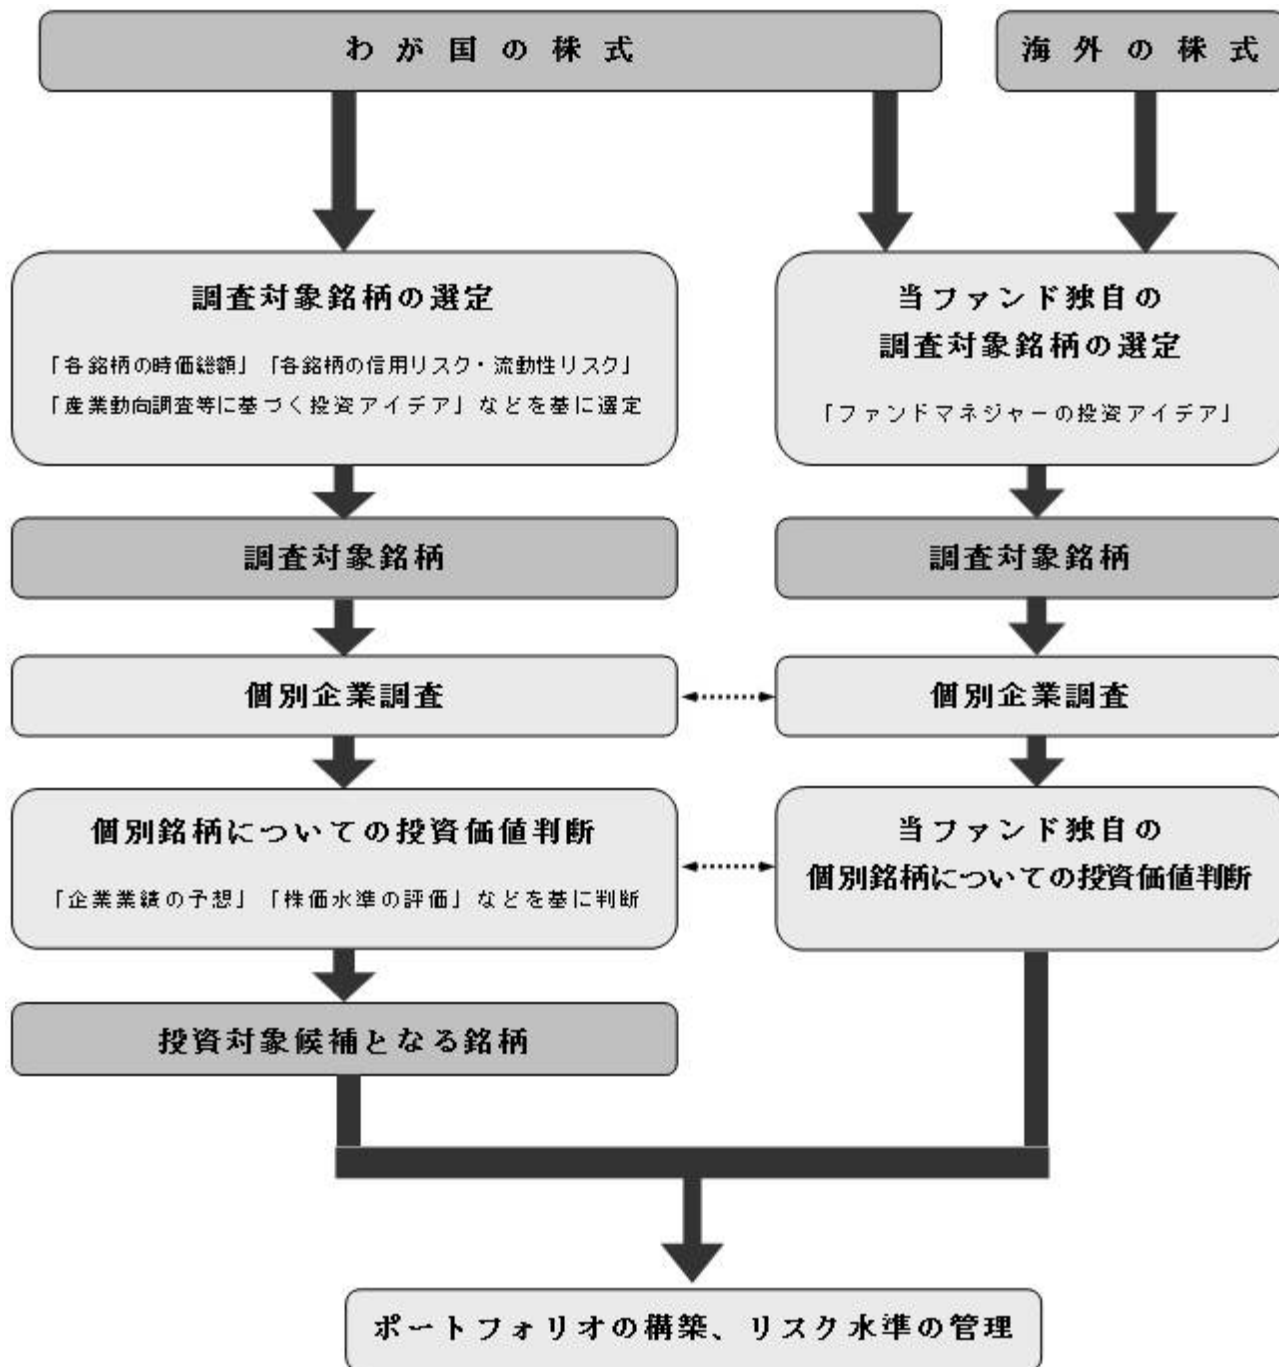 わが国の株式
海外の株式
調査対象銘柄の選定
「各銘柄の時価総額」「各銘柄の信用リスク・流動性リスク」
「産業動向調査等に基づく投資アイデア」などを基に選定
当ファンド独自の
調査対象銘柄の選定
「ファンドマネジャーの投資アイデア」
調査対象銘柄
調査対象銘柄
個別企業調査
個別企業調査
個別銘柄についての投資価値判断
「企業業績の予想」「株価水準の評価」などを基に判断
当ファンド独自の
個別銘柄についての投資価値判断
投資対象候補となる銘柄
ポートフォリオの構築、リスク水準の管理